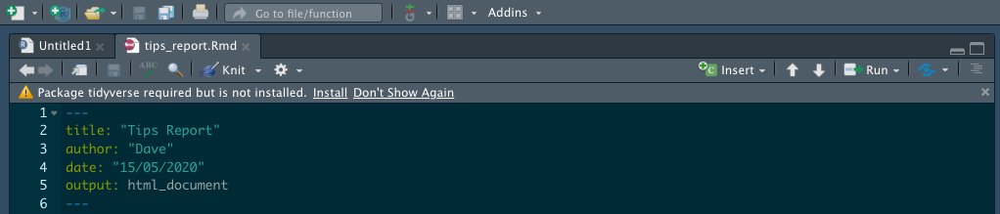 Go to file/function
Addins
Untitled1
tips_report.Rmd
ABC
Knit
Insert
Run
Package tidyverse required but is not installed. Install Don't Show Again
1 ---
2 title: "Tips Report"
3 author: "Dave"
4 date: "15/05/2020"
5 output: html_document
6 ---